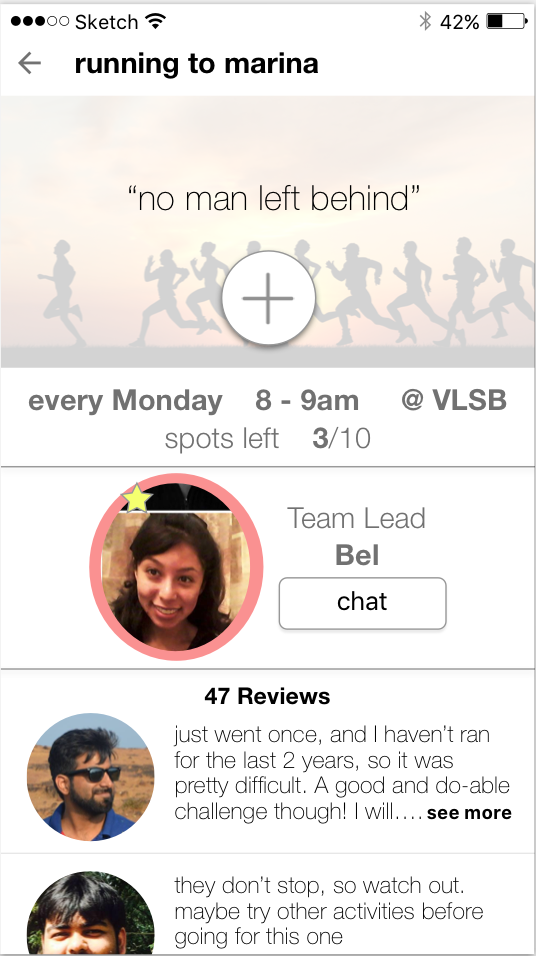 Sketch 42%
running to marina
“no man left behind”
every Monday 8 - 9am @ VLSB
spots left 3/10
Team Lead
Bel
chat
47 Reviews
just went once, and I haven’t ran
for the last 2 years, so it was
pretty difficult. A good and do-able
challenge though! I will.... see more
they don’t stop, so watch out.
maybe try other activities before
going for this one